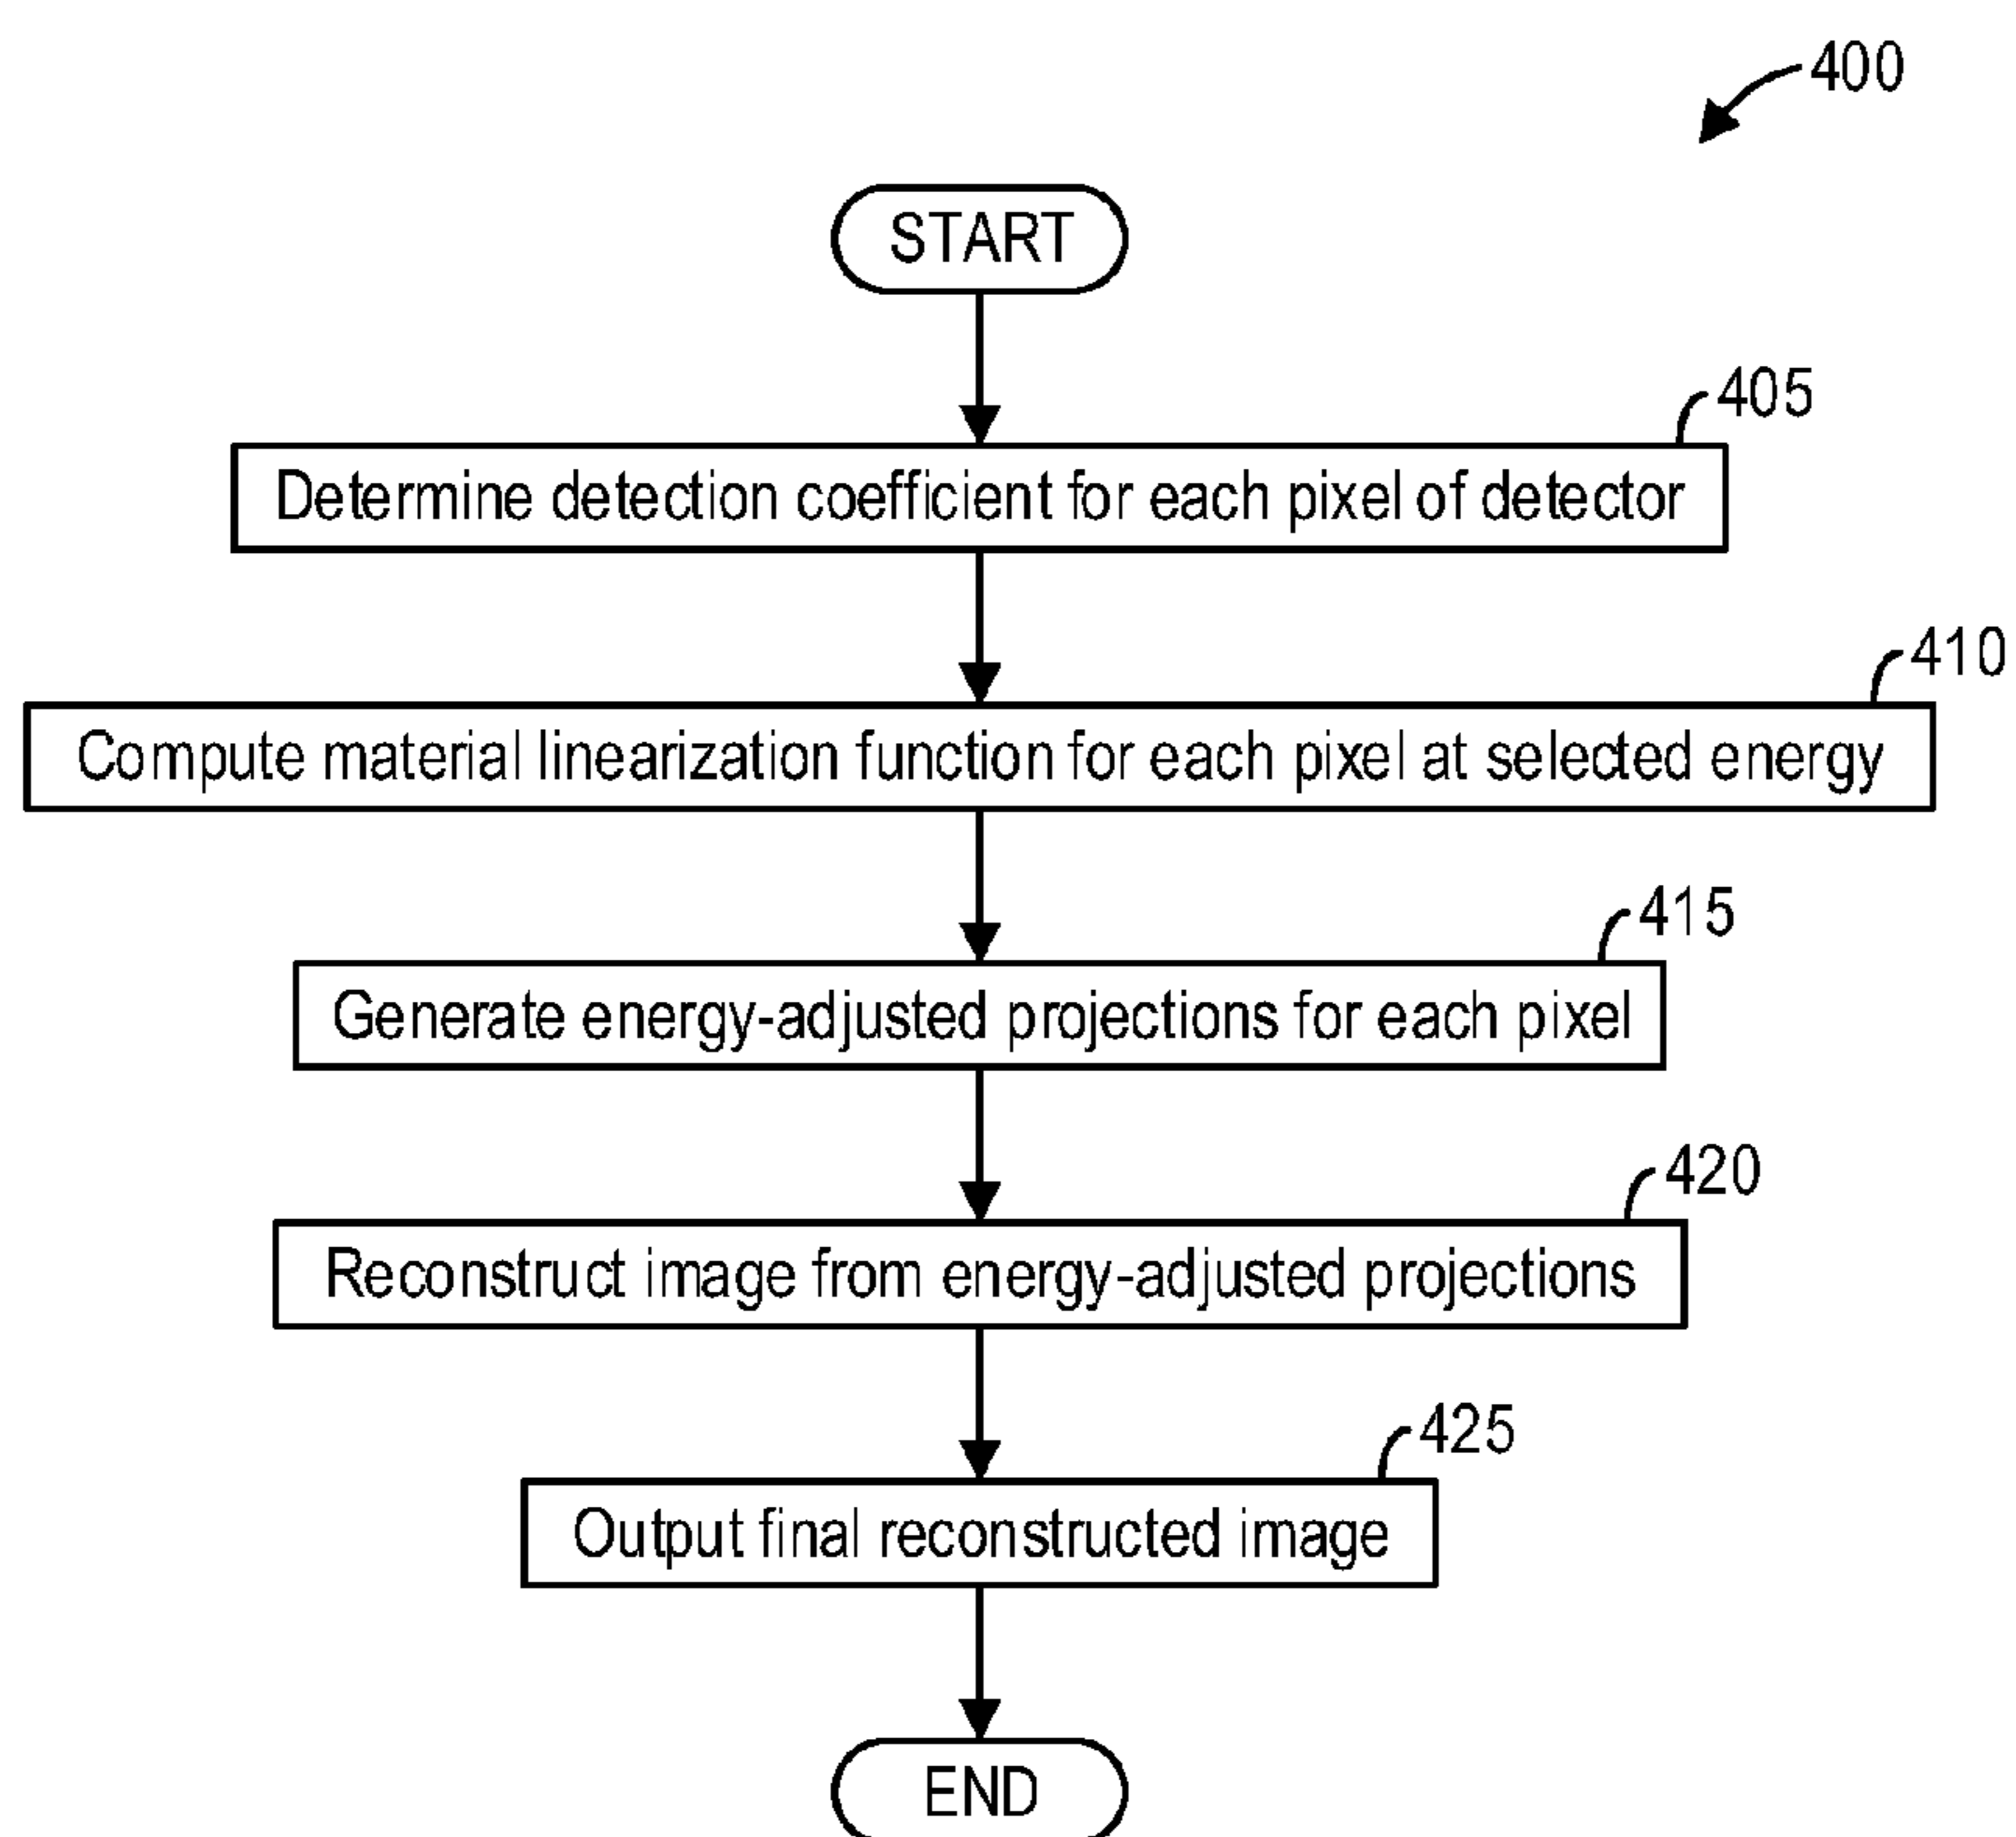 400
START
405
Determine detection coefficient for each pixel of detector
410
Compute material linearization function for each pixel at selected energy
415
Generate energy-adjusted projections for each pixel
420
Reconstruct image from energy-adjusted projections
425
Output final reconstructed image
END